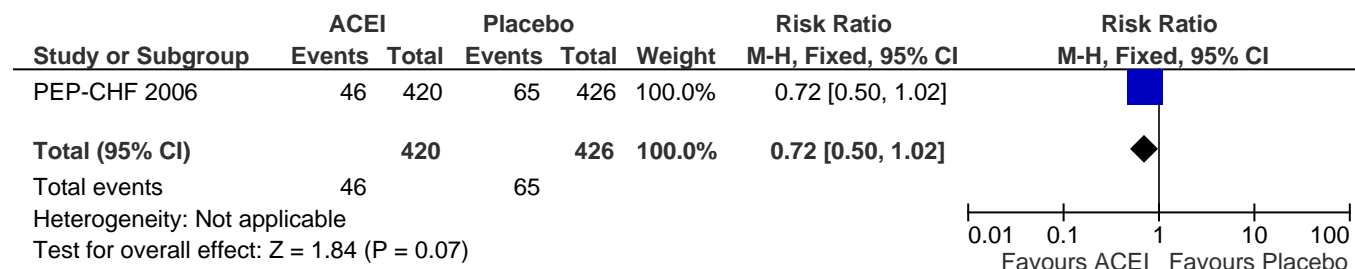 ACEI Placebo Risk Ratio Risk Ratio
Study or Subgroup Events Total Events Total Weight M-H, Fixed, 95% CI M-H, Fixed, 95% CI
PEP-CHF 2006 46 420 65 426 100.0% 0.72 [0.50, 1.02]
Total (95% CI) 420 426 100.0% 0.72 [0.50, 1.02]
Total events 46 65
Heterogeneity: Not applicable
Test for overall effect: Z = 1.84 (P = 0.07)
0.01 0.1 1 10 100
Favours ACEI Favours Placebo